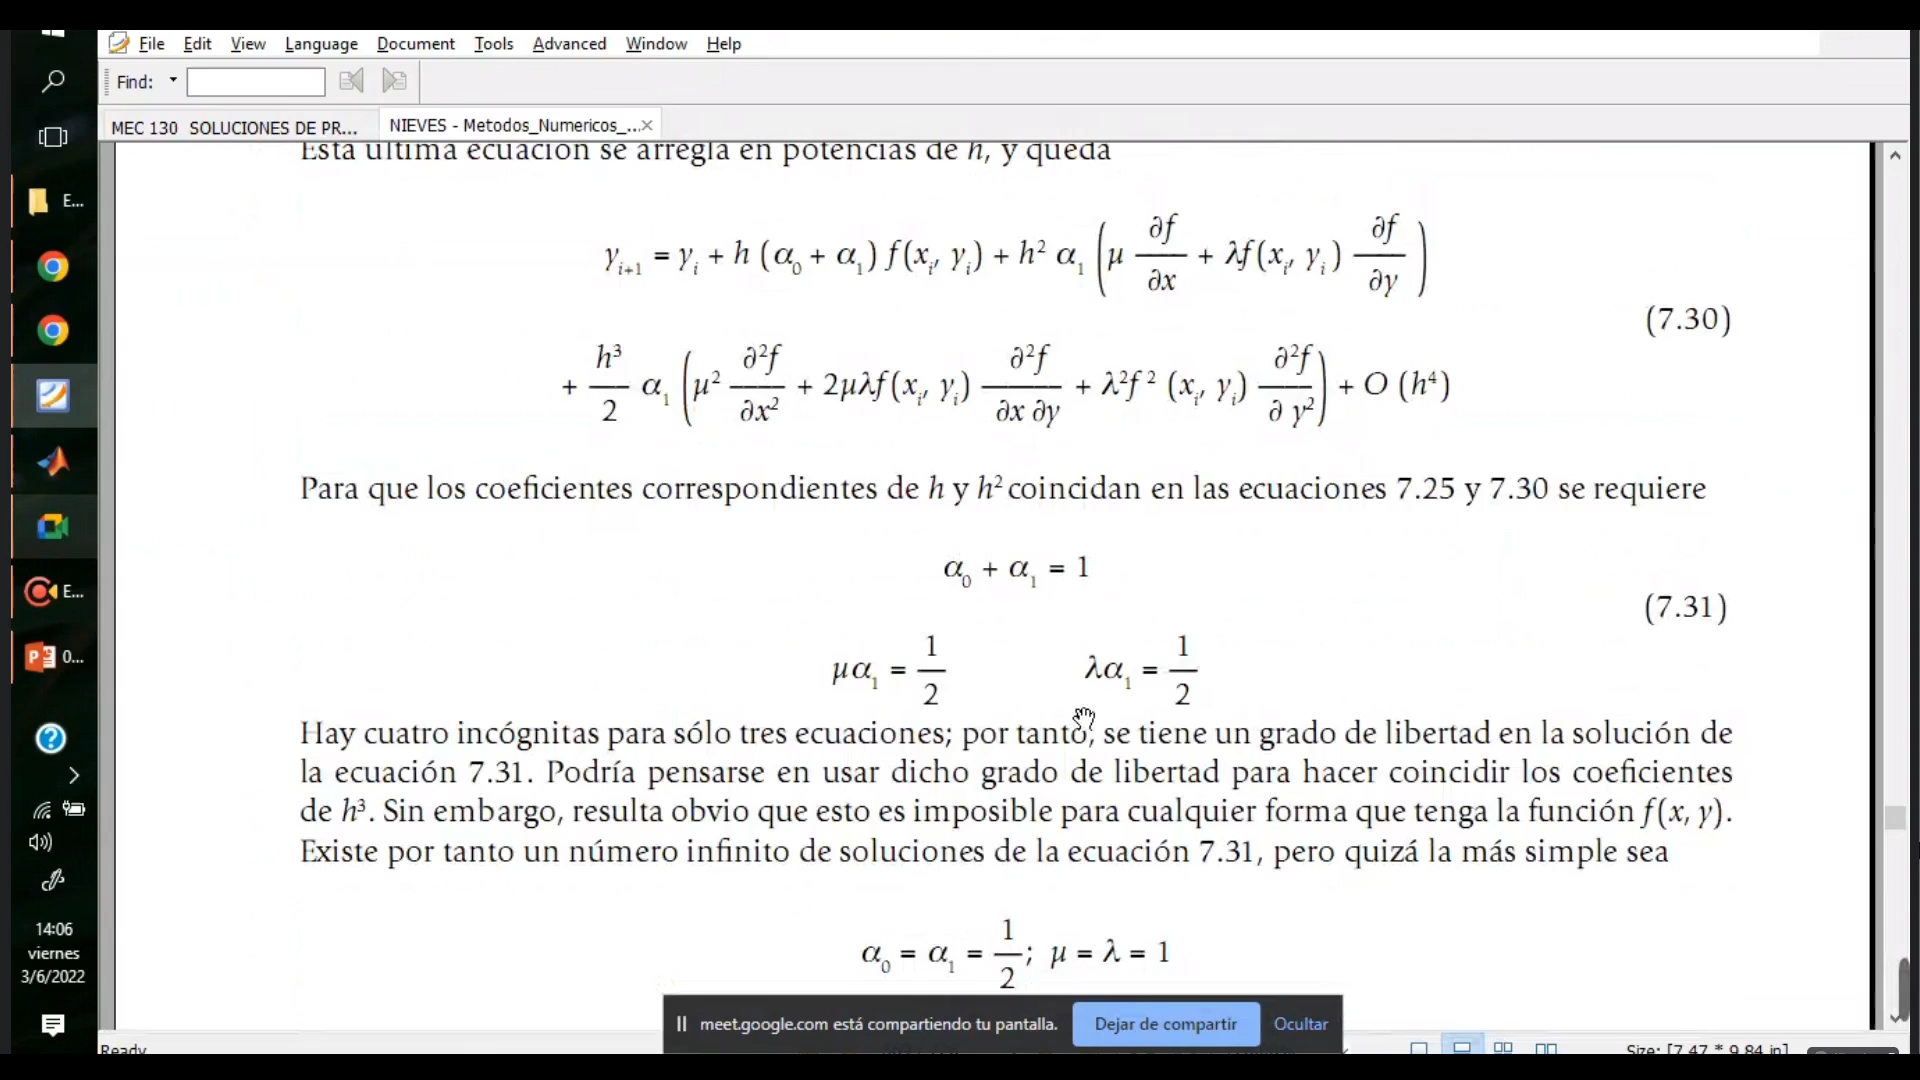 File Edit View Language Document Tools Advanced Window Help
Find:
MEC 130 SOLUCIONES DE PR... NIEVES - Metodos_Numericos_...
Esta última ecuación se arregla en potencias de h, y queda
y_{i+1} = y_i + h (α_0 + α_1) f(x_i, y_i) + h² α_1 (μ ∂f/∂x + λf(x_i, y_i) ∂f/∂y)
(7.30)
+ h³/2 α_1 (μ² ∂²f/∂x² + 2μλf(x_i, y_i) ∂²f/∂x ∂y + λ²f² (x_i, y_i) ∂²f/∂ y²) + O (h⁴)
Para que los coeficientes correspondientes de h y h² coincidan en las ecuaciones 7.25 y 7.30 se requiere
α_0 + α_1 = 1
(7.31)
μα_1 = 1/2 λα_1 = 1/2
Hay cuatro incógnitas para sólo tres ecuaciones; por tanto, se tiene un grado de libertad en la solución de
la ecuación 7.31. Podría pensarse en usar dicho grado de libertad para hacer coincidir los coeficientes
de h³. Sin embargo, resulta obvio que esto es imposible para cualquier forma que tenga la función f(x, y).
Existe por tanto un número infinito de soluciones de la ecuación 7.31, pero quizá la más simple sea
α_0 = α_1 = 1/2; μ = λ = 1
meet.google.com está compartiendo tu pantalla. Dejar de compartir Ocultar
Ready
Size: [7.47 * 9.84 in]
E...
E...
0...
14:06
viernes
3/6/2022